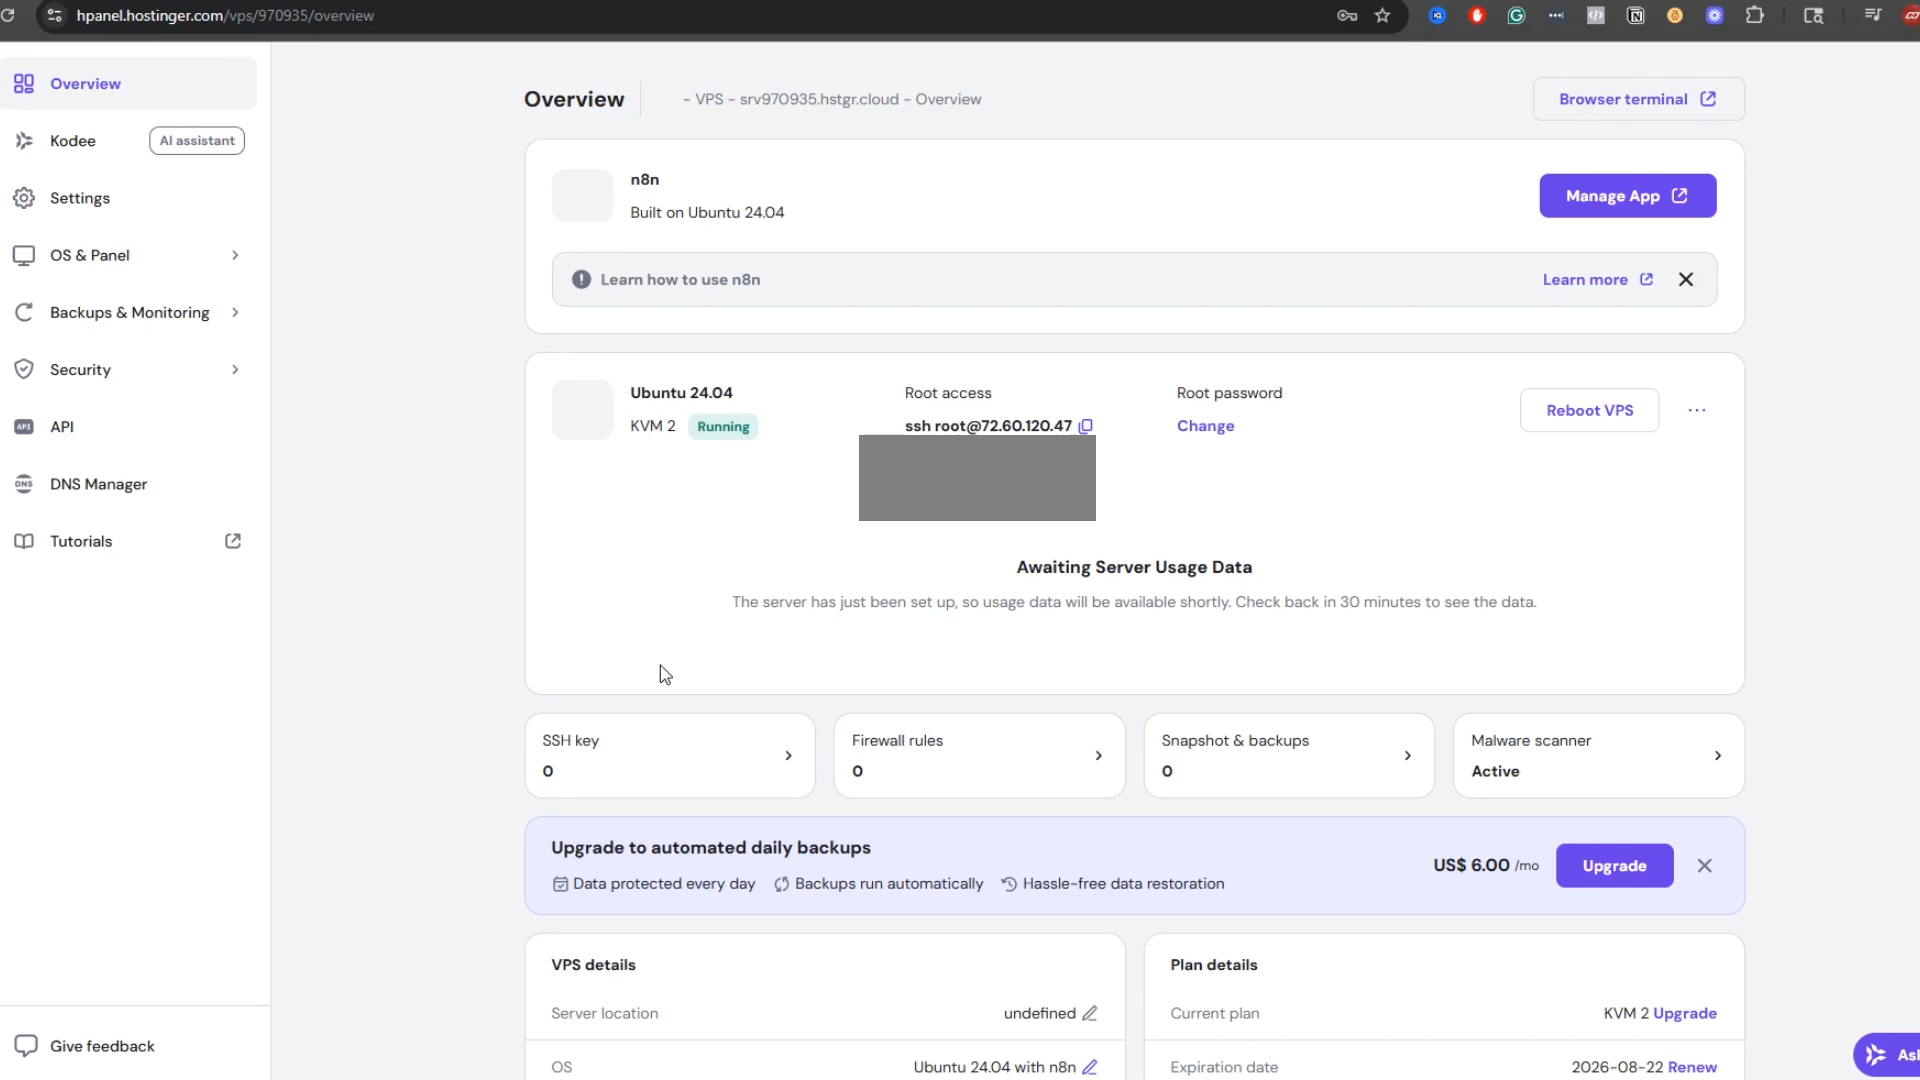 hpanel.hostinger.com/vps/970935/overview
Overview
Kodee
AI assistant
Settings
OS & Panel
Backups & Monitoring
Security
API
API
DNS
DNS Manager
Tutorials
Give feedback
Overview
- VPS - srv970935.hstgr.cloud - Overview
Browser terminal
n8n
Built on Ubuntu 24.04
Manage App
Learn how to use n8n
Learn more
Ubuntu 24.04
KVM 2
Running
Root access
ssh root@72.60.120.47
Root password
Change
Reboot VPS
Awaiting Server Usage Data
The server has just been set up, so usage data will be available shortly. Check back in 30 minutes to see the data.
SSH key
0
Firewall rules
0
Snapshot & backups
0
Malware scanner
Active
Upgrade to automated daily backups
Data protected every day
Backups run automatically
Hassle-free data restoration
US$ 6.00 /mo
Upgrade
VPS details
Server location
undefined
OS
Ubuntu 24.04 with n8n
Plan details
Current plan
KVM 2 Upgrade
Expiration date
2026-08-22 Renew